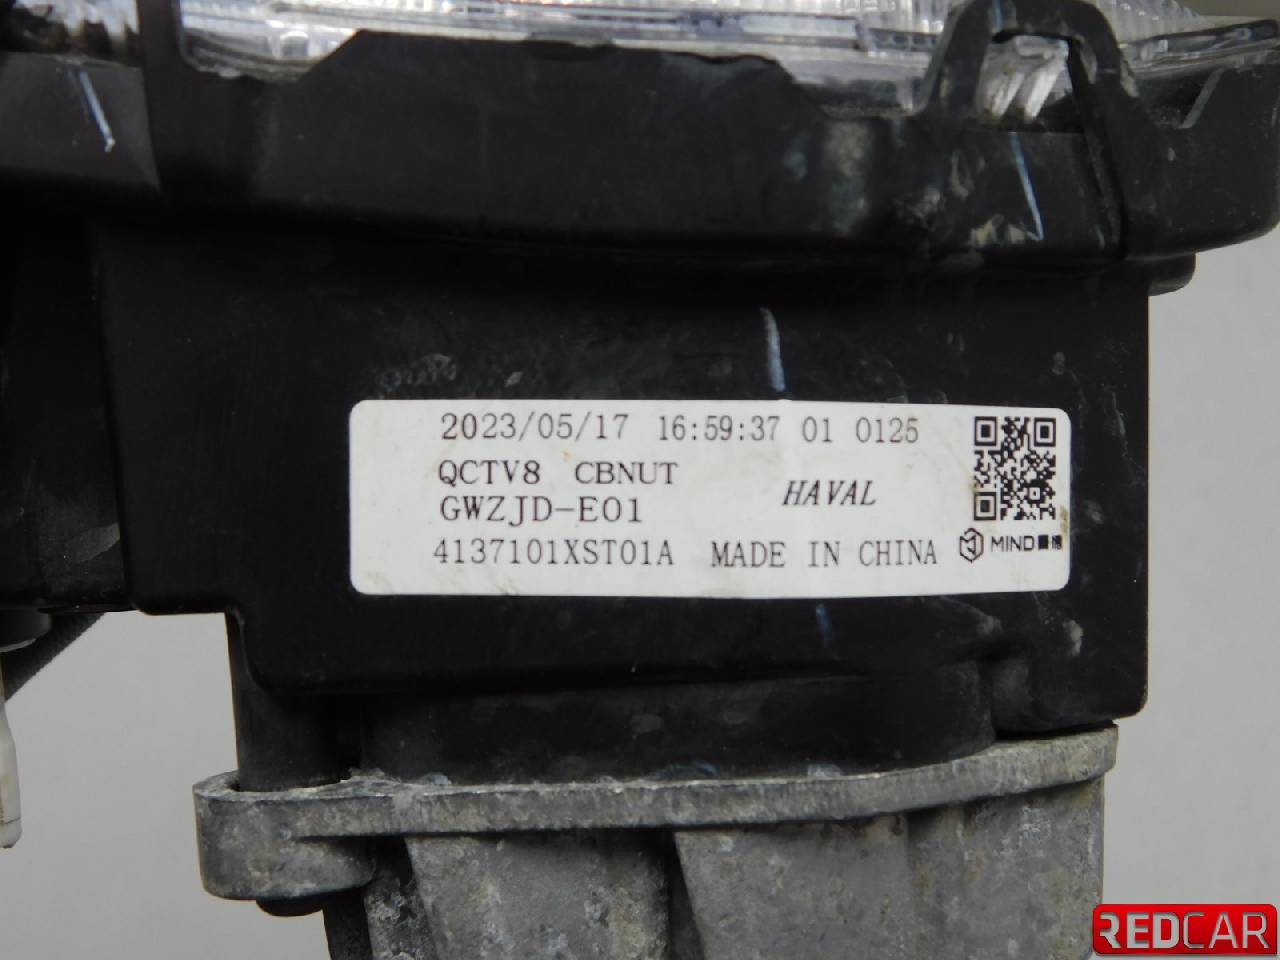 2023/05/17 16:59:37 01 0125
QCTV8 CBNUT
HAVAL
GWZJD-E01
4137101XST01A MADE IN CHINA
MIND
REDCAR